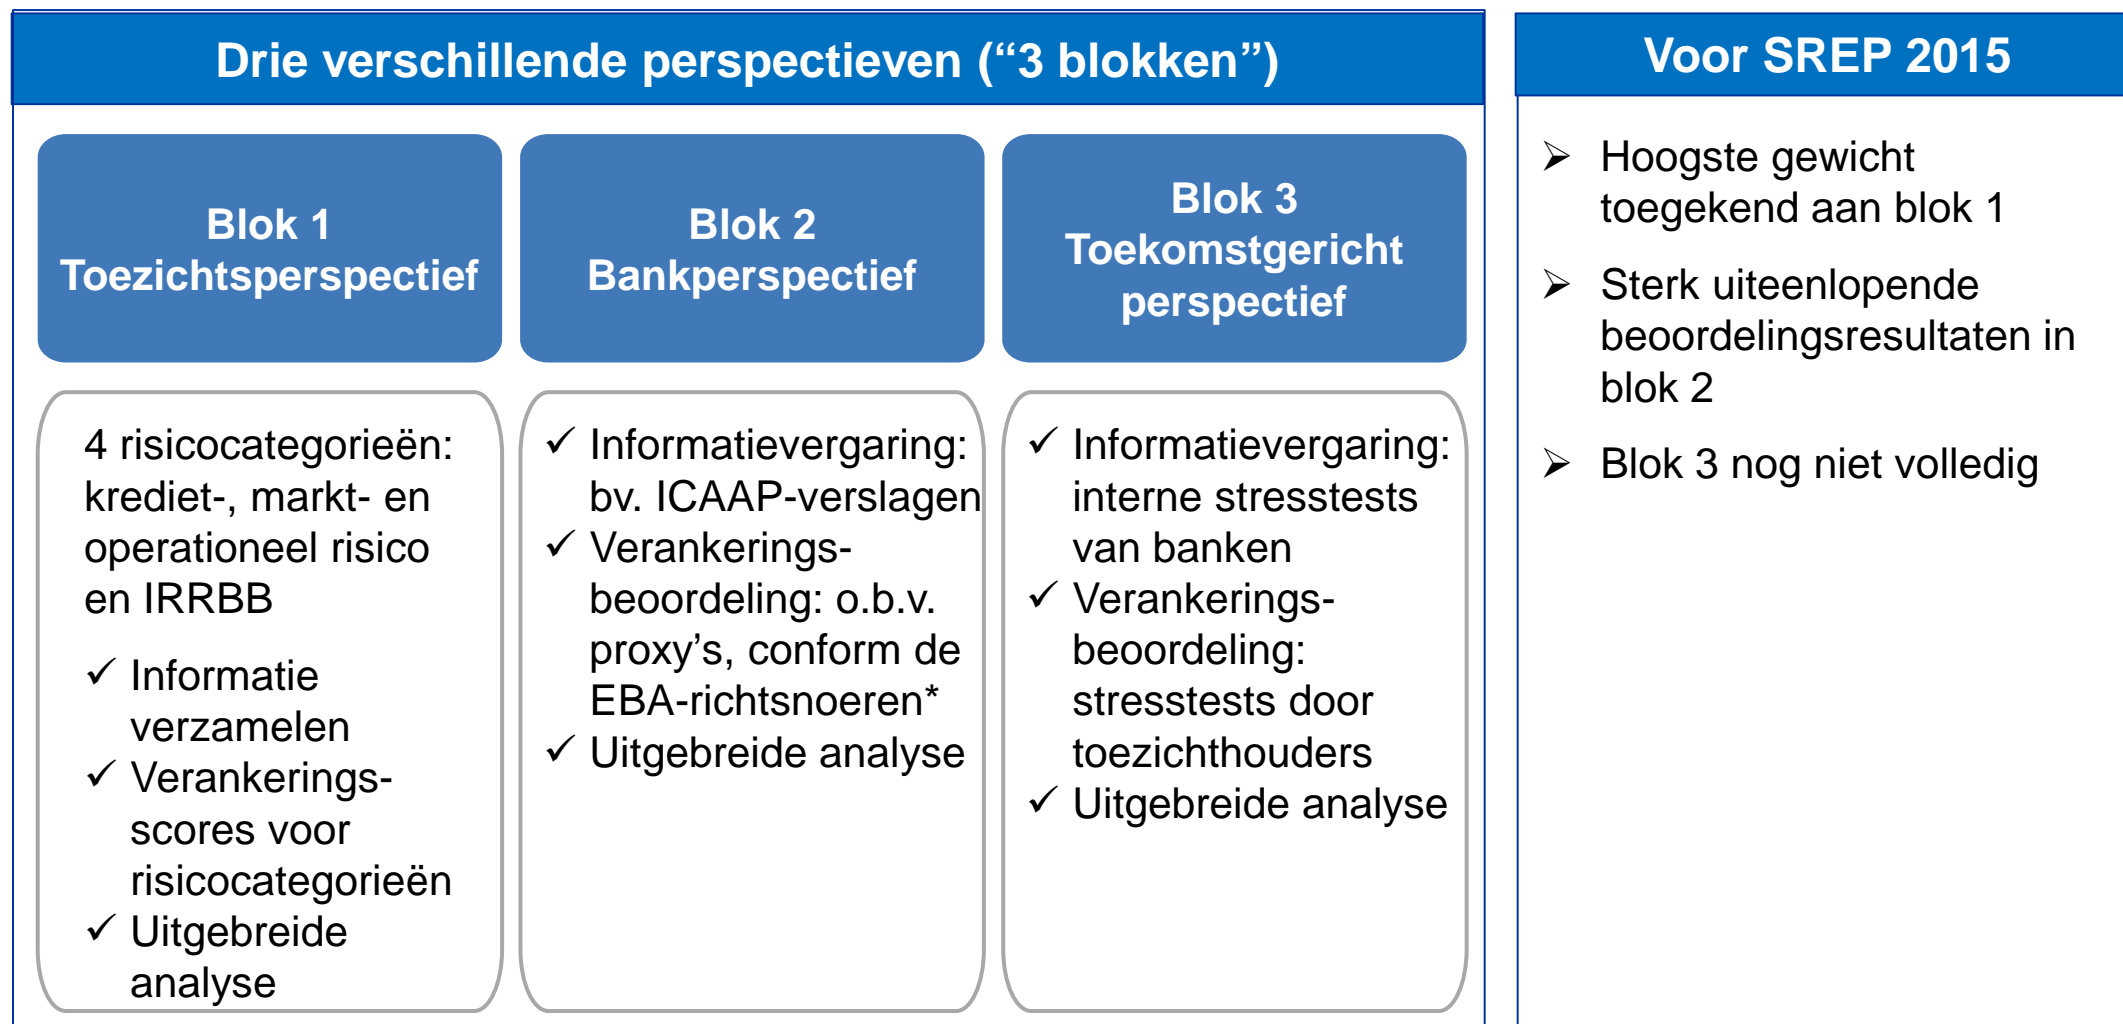 Drie verschillende perspectieven (“3 blokken”)
Blok 1
Toezichtsperspectief
Blok 2
Bankperspectief
Blok 3
Toekomstgericht
perspectief
4 risicocategorieën:
krediet-, markt- en
operationeel risico
en IRRBB
✓ Informatie
verzamelen
✓ Verankerings-
scores voor
risicocategorieën
✓ Uitgebreide
analyse
✓ Informatievergaring:
bv. ICAAP-verslagen
✓ Verankerings-
beoordeling: o.b.v.
proxy’s, conform de
EBA-richtsnoeren*
✓ Uitgebreide analyse
✓ Informatievergaring:
interne stresstests
van banken
✓ Verankerings-
beoordeling:
stresstests door
toezichthouders
✓ Uitgebreide analyse
Voor SREP 2015
➢ Hoogste gewicht
toegekend aan blok 1
➢ Sterk uiteenlopende
beoordelingsresultaten in
blok 2
➢ Blok 3 nog niet volledig